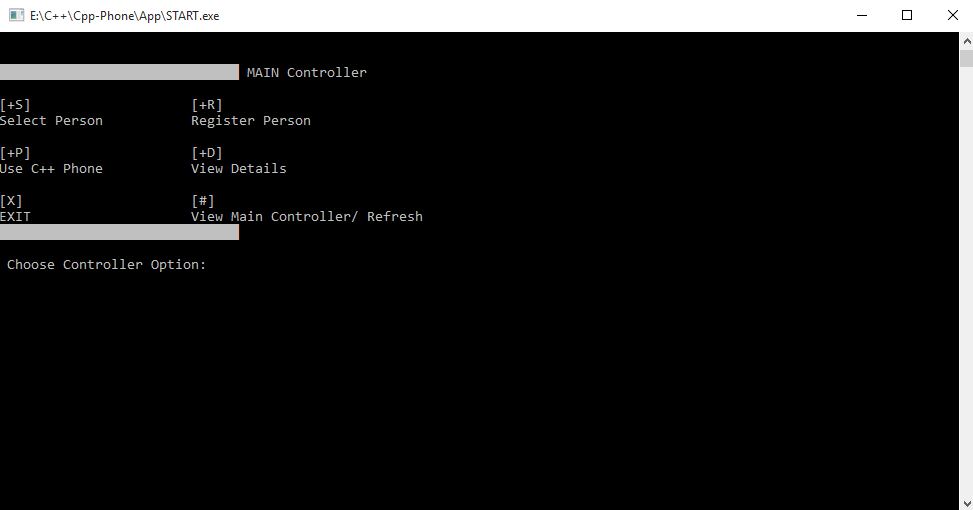 E:\C++\Cpp-Phone\App\START.exe
MAIN Controller
[+S] [+R]
Select Person Register Person
[+P] [+D]
Use C++ Phone View Details
[X] [#]
EXIT View Main Controller/ Refresh
Choose Controller Option: